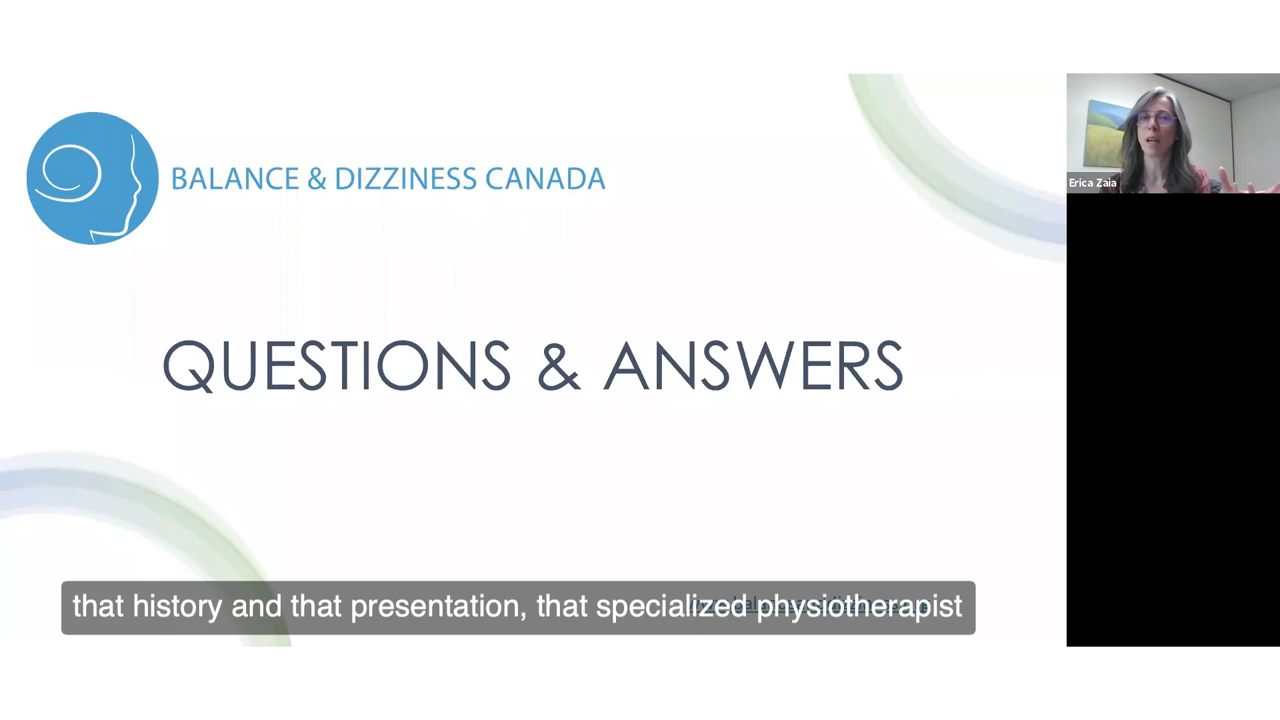 BALANCE & DIZZINESS CANADA
Erica Zaia
QUESTIONS & ANSWERS
that history and that presentation, that specialized physiotherapist